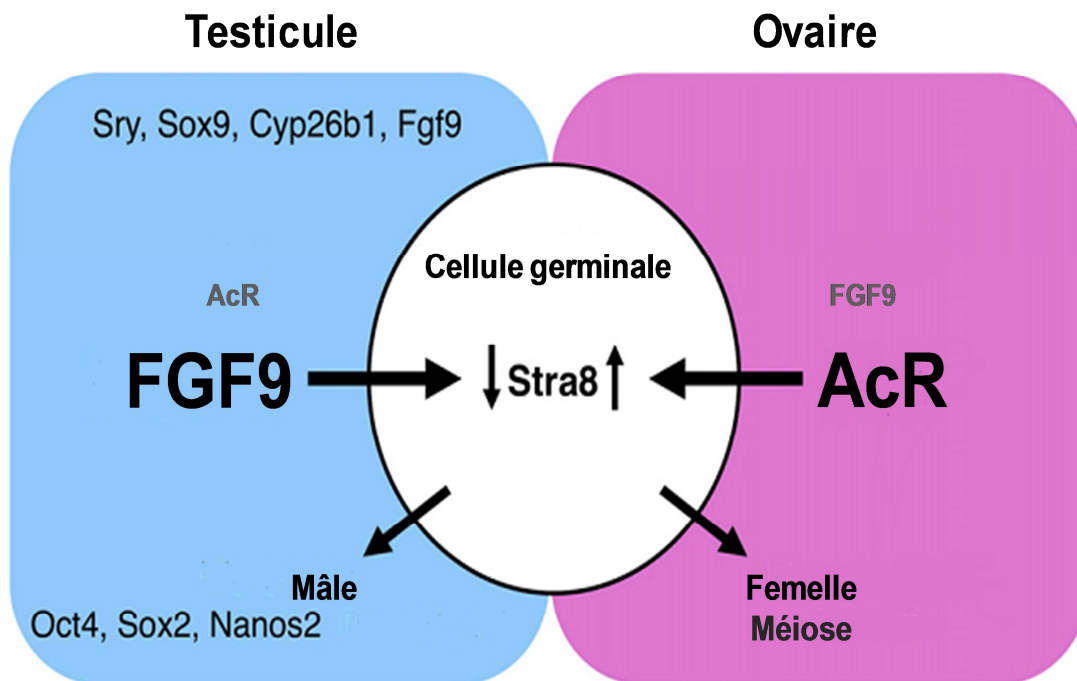 Testicule
Ovaire
Sry, Sox9, Cyp26b1, Fgf9
Cellule germinale
AcR
FGF9
FGF9
Stra8
AcR
Mâle
Oct4, Sox2, Nanos2
Femelle
Méiose